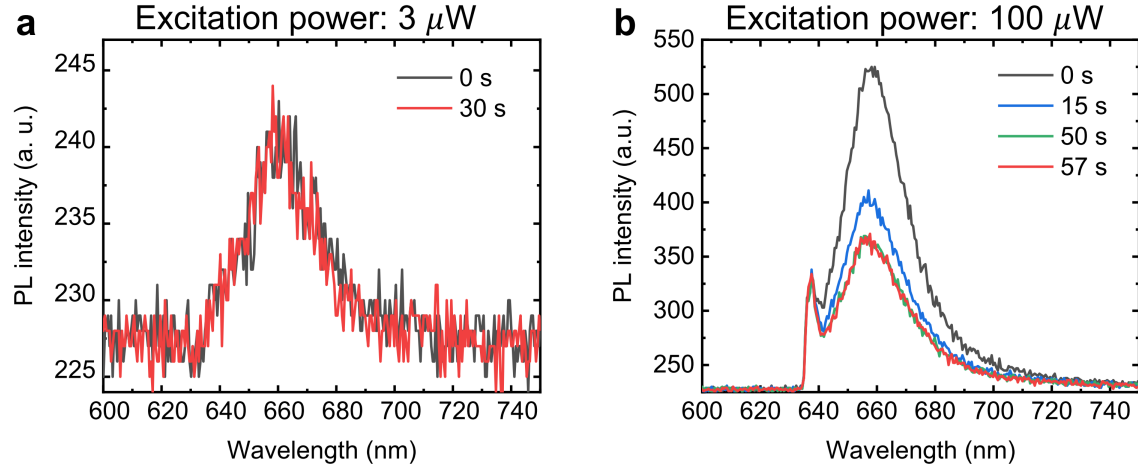 a Excitation power: 3 μW
245
240
235
230
225
PL intensity (a. u.)
0 s
30 s
600 620 640 660 680 700 720 740
Wavelength (nm)
b Excitation power: 100 μW
550
500
450
400
350
300
250
PL intensity (a.u.)
0 s
15 s
50 s
57 s
600 620 640 660 680 700 720 740
Wavelength (nm)